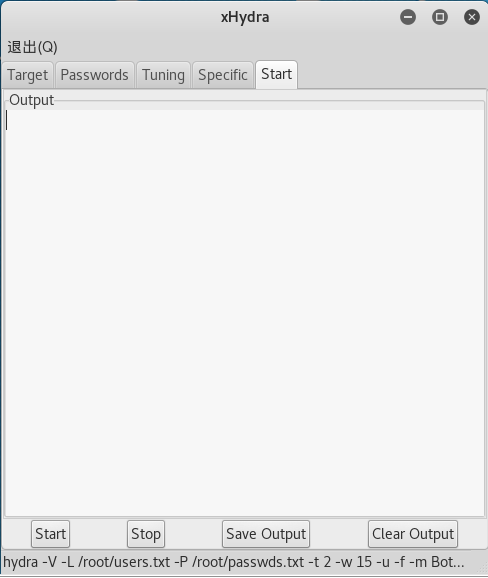 xHydra
退出(Q)
Target Passwords Tuning Specific Start
Output
Start Stop Save Output Clear Output
hydra -V -L /root/users.txt -P /root/passwds.txt -t 2 -w 15 -u -f -m Bot...